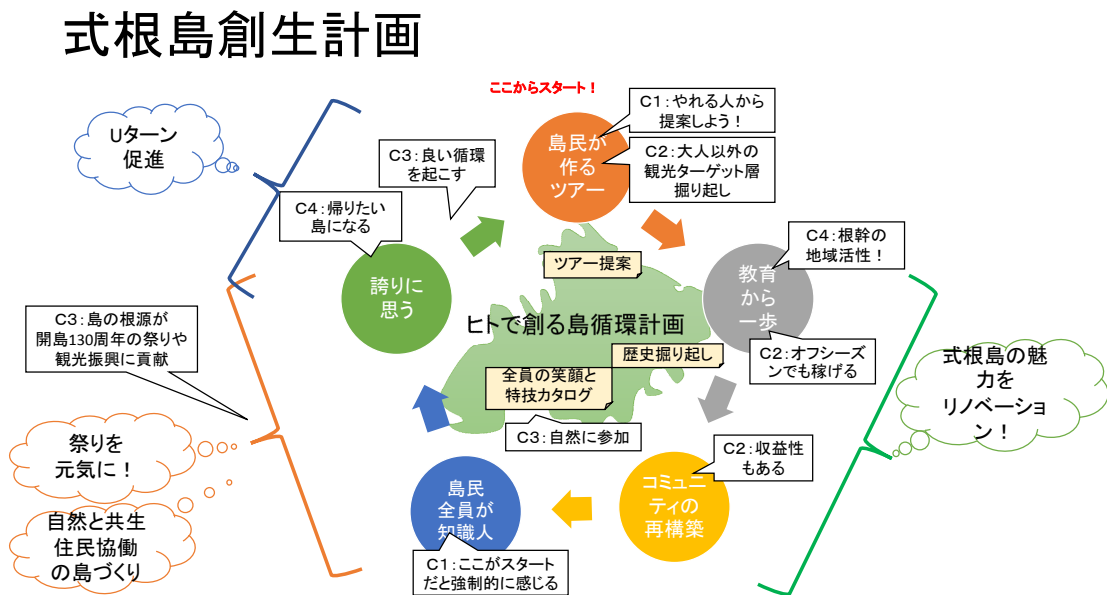 式根島創生計画
ここからスタート！
Uターン
促進
C3：良い循環
を起こす
C4：帰りたい
島になる
島民が
作る
ツアー
C1：やれる人から
提案しよう！
C2：大人以外の
観光ターゲット層
掘り起し
C4：根幹の
地域活性！
ツアー提案
教育
から
一歩
誇りに
思う
ヒトで創る島循環計画
C3：島の根源が
開島130周年の祭りや
観光振興に貢献
歴史掘り起し
C2：オフシーズ
ンでも稼げる
全員の笑顔と
特技カタログ
式根島の魅
力を
リノベーショ
ン！
C3：自然に参加
祭りを
元気に！
C2：収益性
もある
島民
全員が
知識人
コミュニ
ティの
再構築
自然と共生
住民協働
の島づくり
C1：ここがスタート
だと強制的に感じる